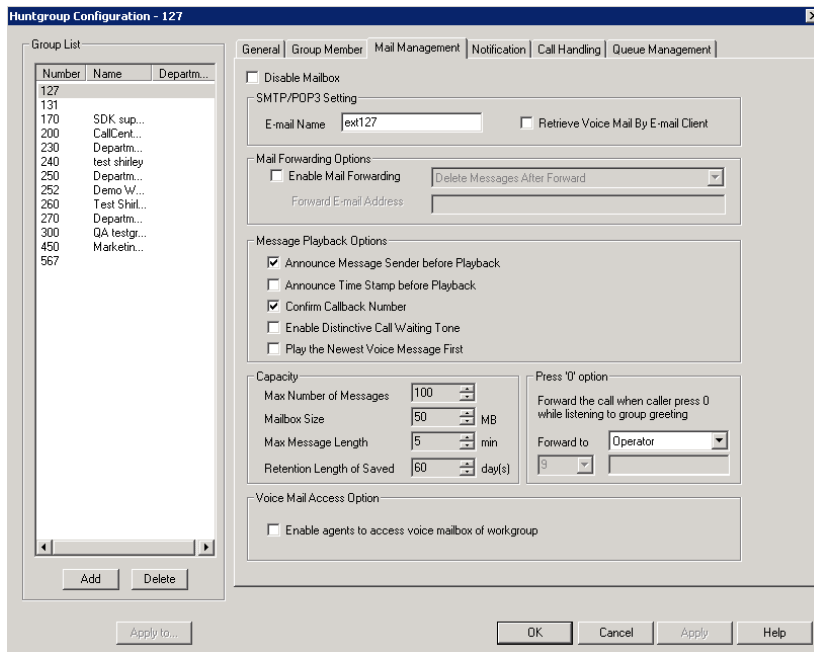 Huntgroup Configuration - 127
Group List
Number Name Departm...
127
131
170 SDK sup...
200 CallCent...
230 Departm...
240 test shirley
250 Departm...
252 Demo W...
260 Test Shirl...
270 Departm...
300 QA testgr...
450 Marketin...
567
Add Delete
Apply to...
General Group Member Mail Management Notification Call Handling Queue Management
Disable Mailbox
SMTP/POP3 Setting
E-mail Name ext127 Retrieve Voice Mail By E-mail Client
Mail Forwarding Options
Enable Mail Forwarding Delete Messages After Forward
Forward E-mail Address
Message Playback Options
Announce Message Sender before Playback
Announce Time Stamp before Playback
Confirm Callback Number
Enable Distinctive Call Waiting Tone
Play the Newest Voice Message First
Capacity
Max Number of Messages 100
Mailbox Size 50 MB
Max Message Length 5 min
Retention Length of Saved 60 day(s)
Press '0' option
Forward the call when caller press 0
while listening to group greeting
Forward to Operator
9
Voice Mail Access Option
Enable agents to access voice mailbox of workgroup
OK Cancel Apply Help